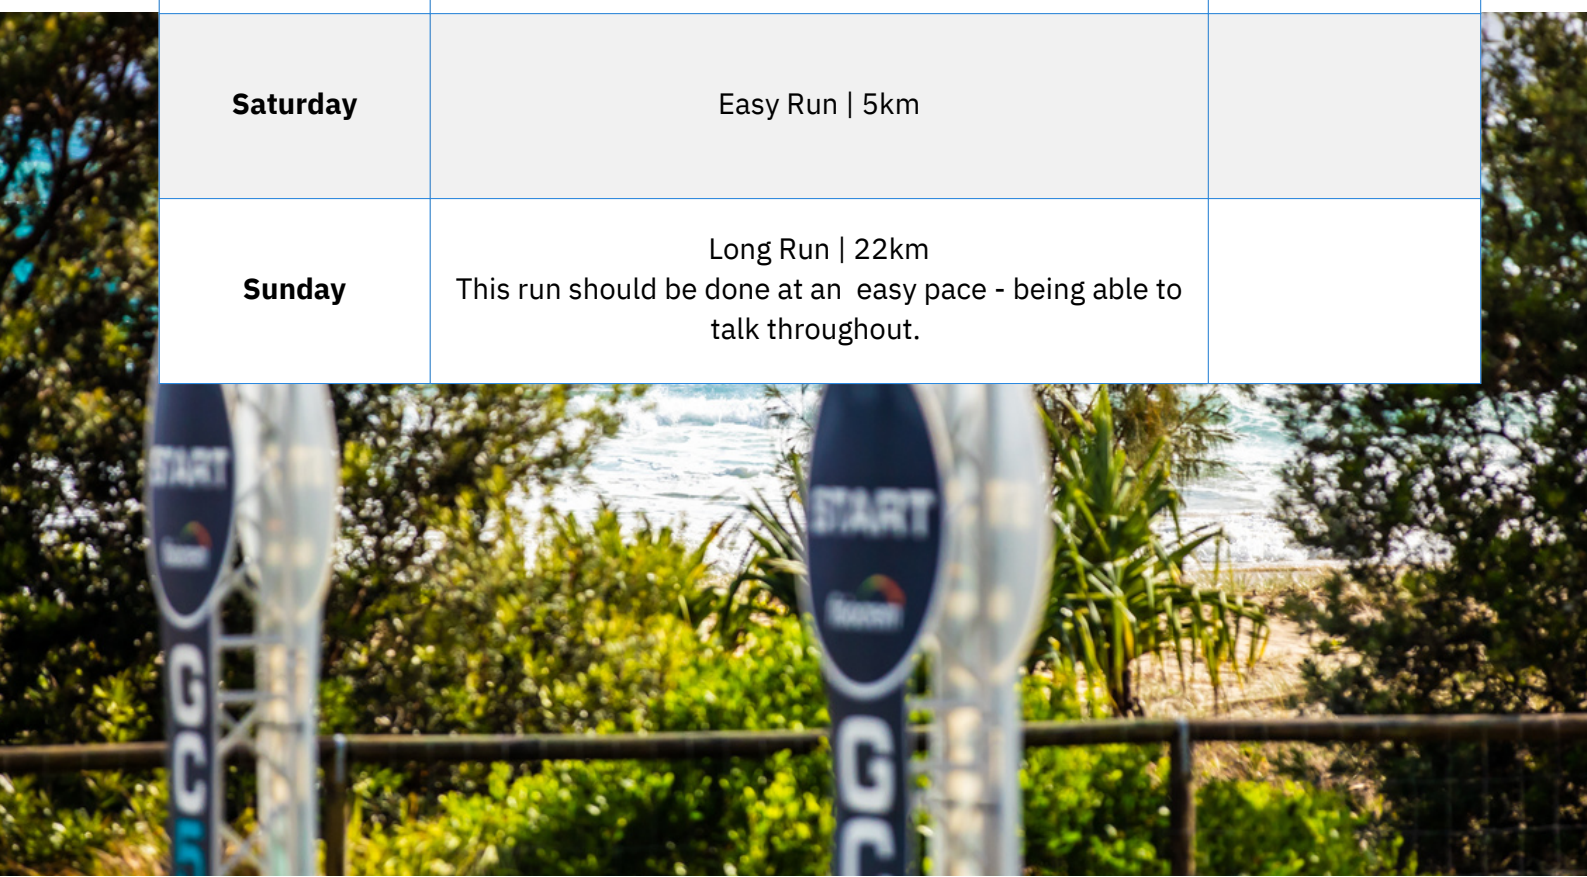 Saturday
Easy Run | 5km
Sunday
Long Run | 22km
This run should be done at an  easy pace - being able to
talk throughout.
START
START
GC5
GC